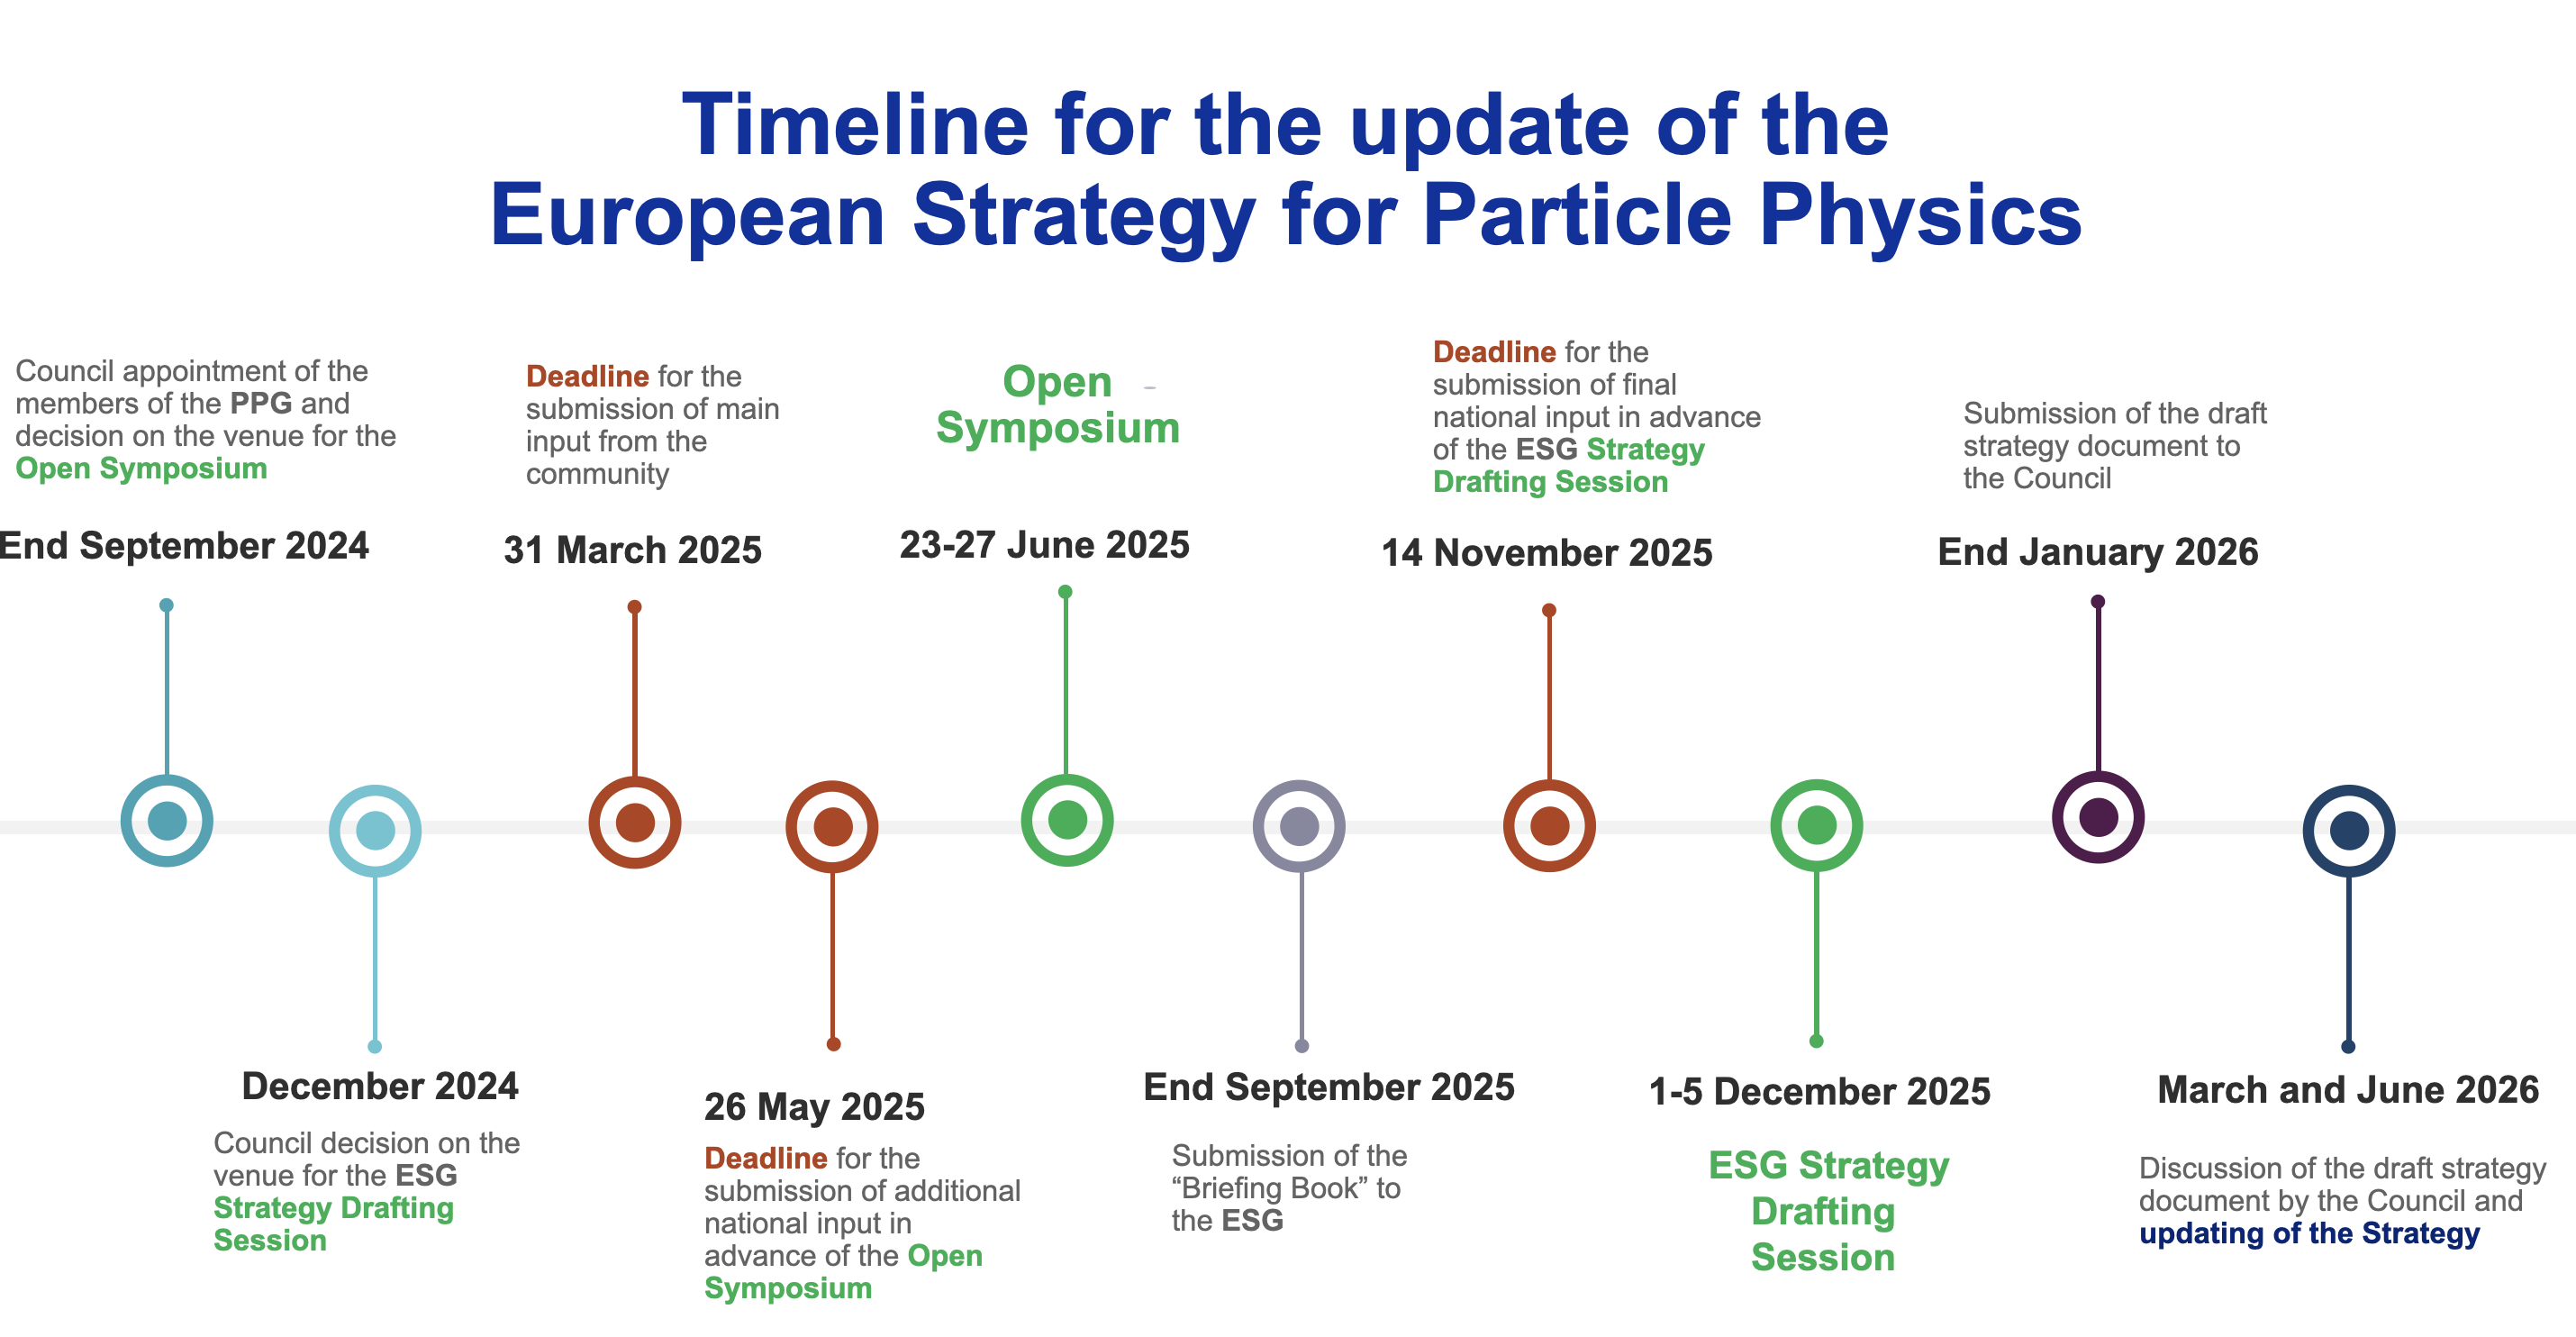 Timeline for the update of the
European Strategy for Particle Physics
Council appointment of the
members of the PPG and
decision on the venue for the
Open Symposium
End September 2024
Deadline for the
submission of main
input from the
community
31 March 2025
Open
Symposium
23-27 June 2025
Deadline for the
submission of final
national input in advance
of the ESG Strategy
Drafting Session
14 November 2025
Submission of the draft
strategy document to
the Council
End January 2026
December 2024
Council decision on the
venue for the ESG
Strategy Drafting
Session
26 May 2025
Deadline for the
submission of additional
national input in
advance of the Open
Symposium
End September 2025
Submission of the
“Briefing Book” to
the ESG
1-5 December 2025
ESG Strategy
Drafting
Session
March and June 2026
Discussion of the draft strategy
document by the Council and
updating of the Strategy